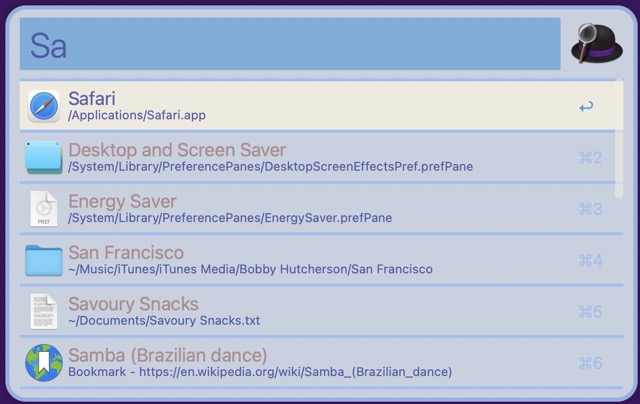 Sa
Safari
/Applications/Safari.app
↩
Desktop and Screen Saver
/System/Library/PreferencePanes/DesktopScreenEffectsPref.prefPane
⌘2
Energy Saver
/System/Library/PreferencePanes/EnergySaver.prefPane
⌘3
San Francisco
~/Music/iTunes/iTunes Media/Bobby Hutcherson/San Francisco
⌘4
Savoury Snacks
~/Documents/Savoury Snacks.txt
⌘5
Samba (Brazilian dance)
Bookmark - https://en.wikipedia.org/wiki/Samba_(Brazilian_dance)
⌘6
PREF